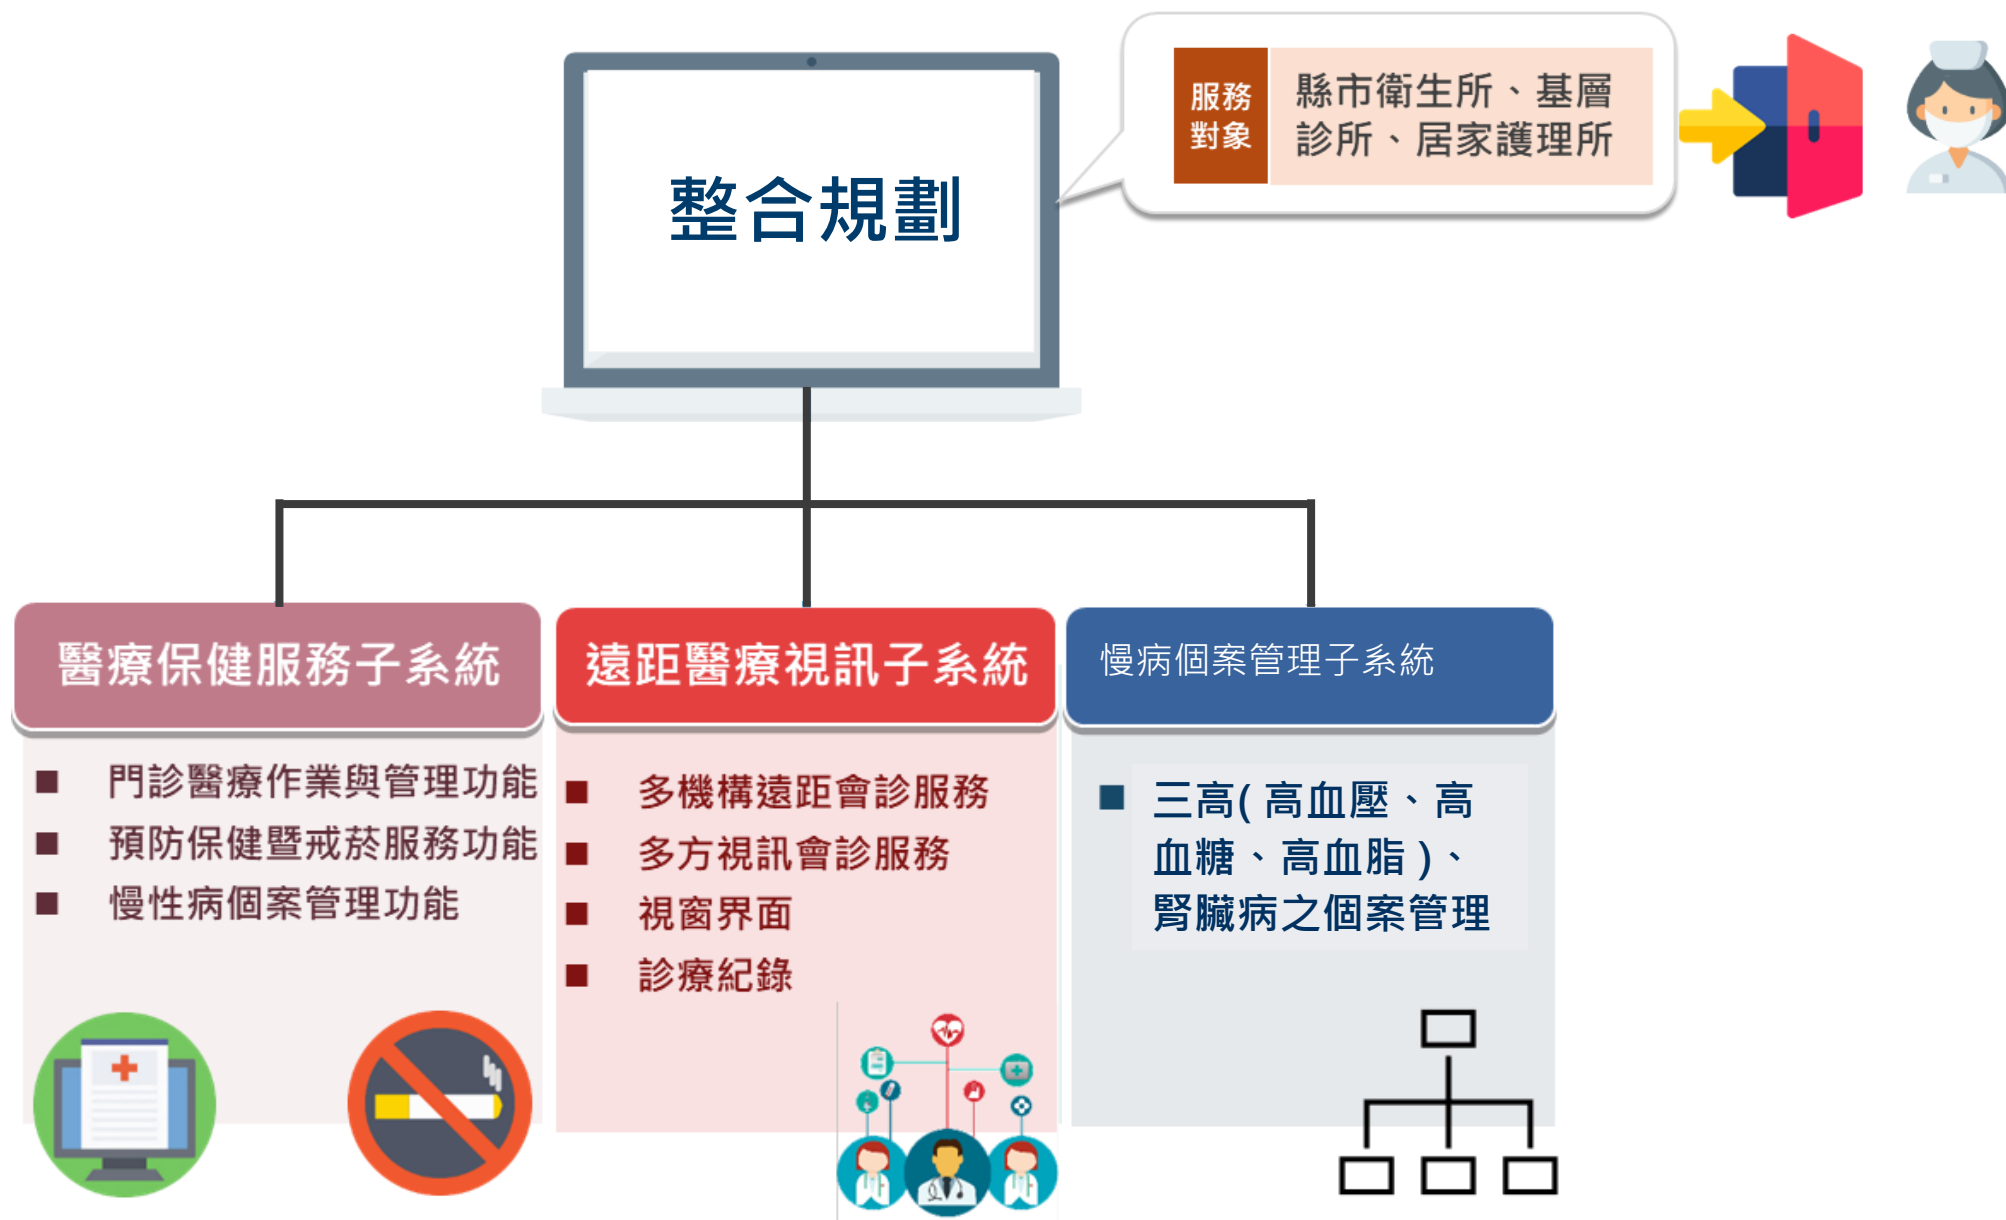 服務
對象
縣市衛生所、基層
診所、居家護理所
整合規劃
醫療保健服務子系統
■ 門診醫療作業與管理功能
■ 預防保健暨戒菸服務功能
■ 慢性病個案管理功能
遠距醫療視訊子系統
■ 多機構遠距會診服務
■ 多方視訊會診服務
■ 視窗界面
■ 診療紀錄
慢病個案管理子系統
■ 三高( 高血壓、高
血糖、高血脂 )、
腎臟病之個案管理